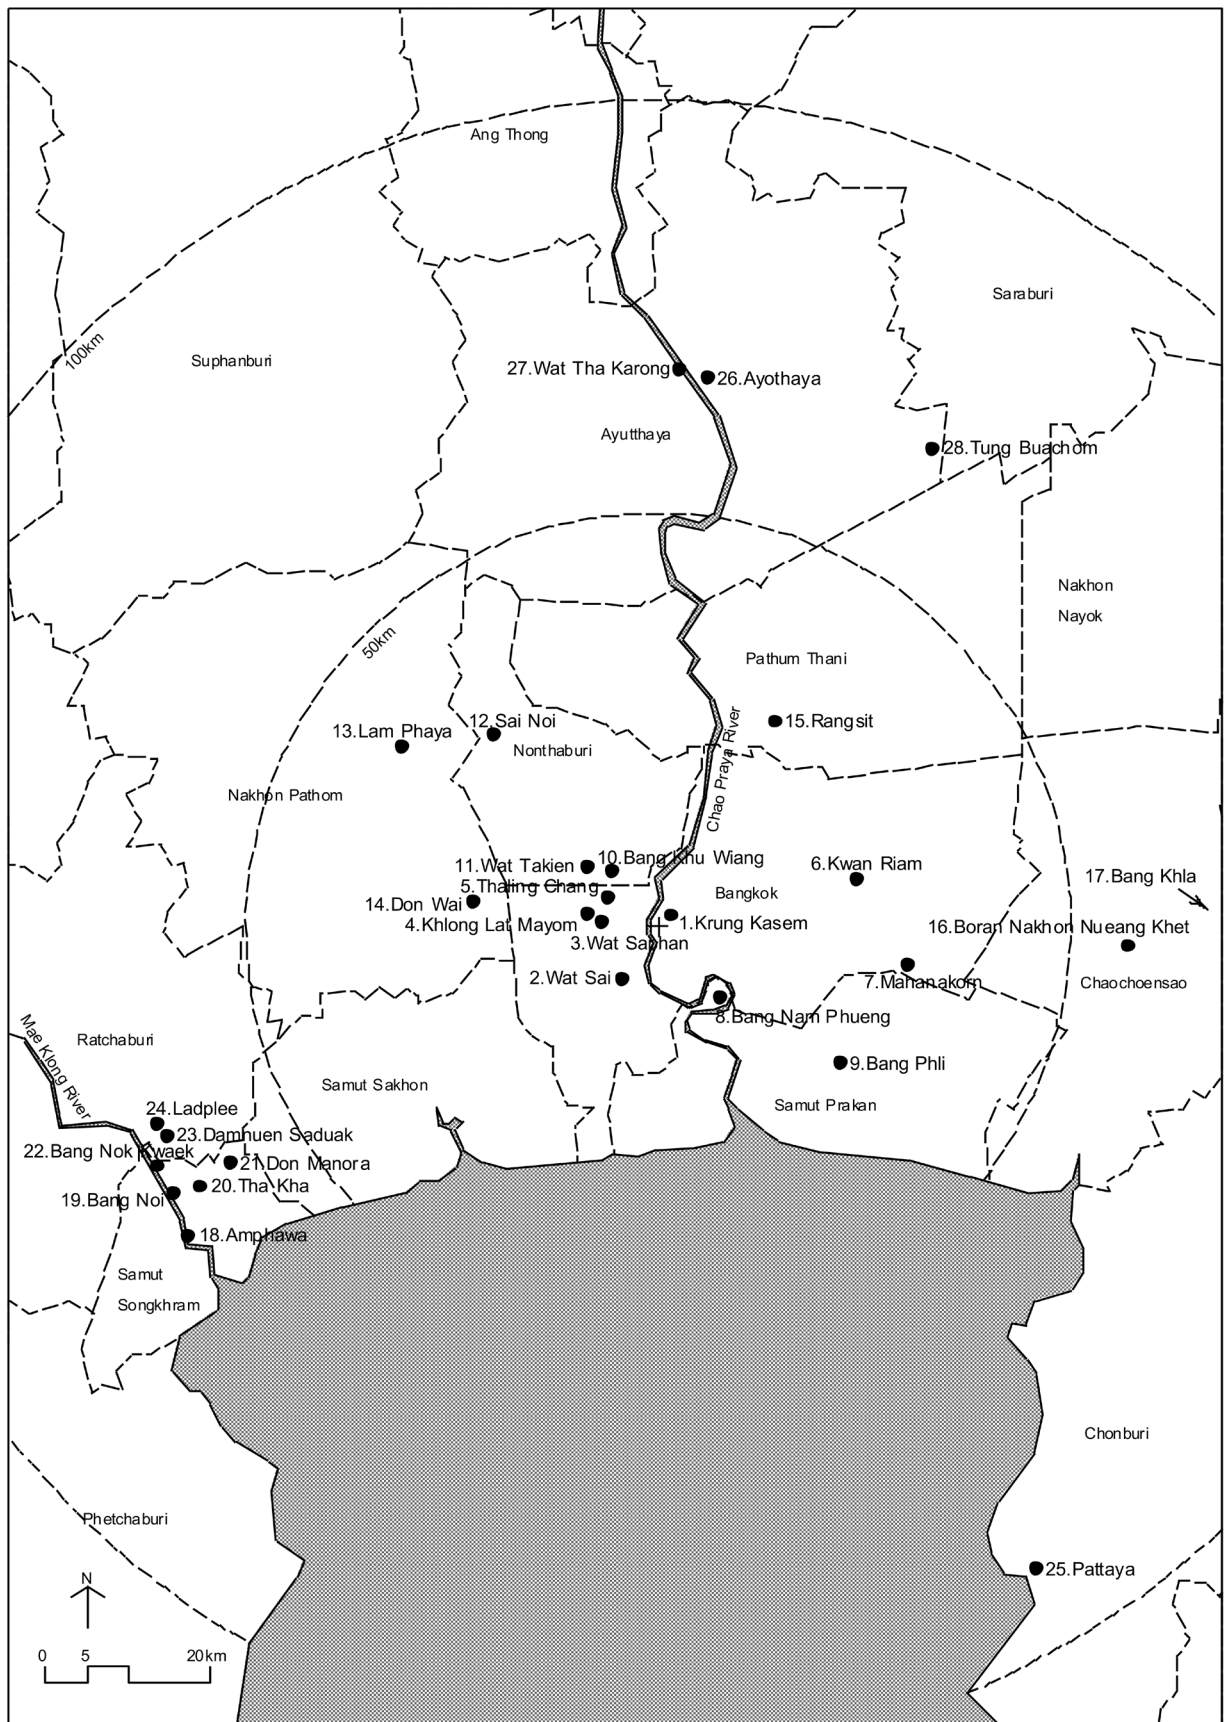 Ang Thong
Saraburi
100km
Suphanburi
27.Wat Tha Karong
26.Ayothaya
Ayutthaya
28.Tung Buachom
Nakhon
Nayok
50km
Pathum Thani
13.Lam Phaya
12.Sai Noi
15.Rangsit
Nonthaburi
Chao Praya River
Nakhon Pathom
11.Wat Takien
10.Bang Khu Wiang
6.Kwan Riam
17.Bang Khla
5.Thaling Chang
Bangkok
14.Don Wai
4.Khlong Lat Mayom
1.Krung Kasem
16.Boran Nakhon Nueang Khet
3.Wat Saphan
2.Wat Sai
7.Mahanakorn
Chaochoensao
8.Bang Nam Phueng
Mae Klong River
Ratchaburi
9.Bang Phli
Samut Sakhon
Samut Prakan
24.Ladplee
23.Damnuen Saduak
22.Bang Nok Kwaek
21.Don Manora
20.Tha Kha
19.Bang Noi
18.Amphawa
Samut
Songkhram
Chonburi
Phetchaburi
25.Pattaya
N
0 5 20km